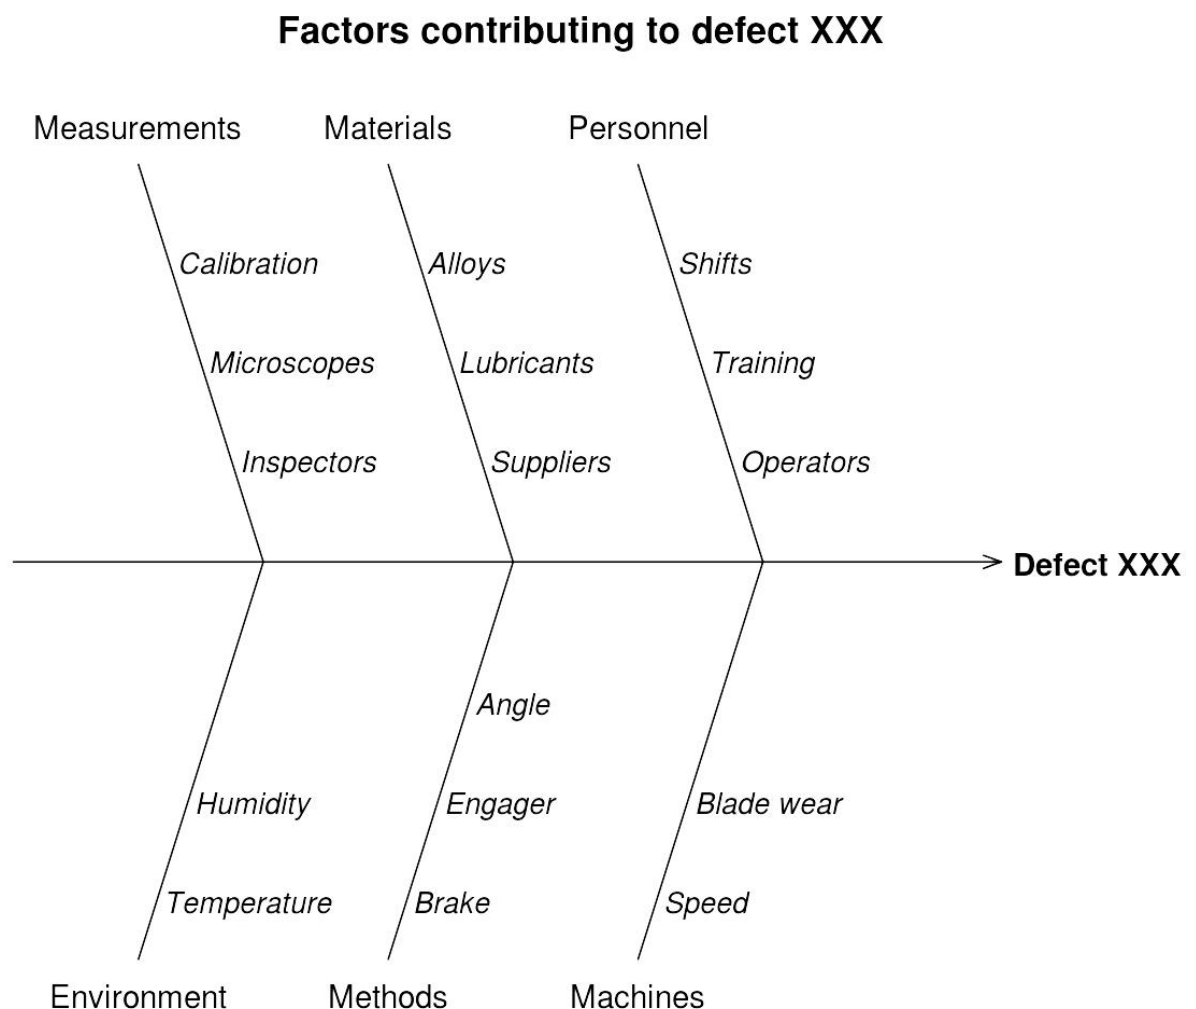 Factors contributing to defect XXX
Measurements
Materials
Personnel
Calibration
Alloys
Shifts
Microscopes
Lubricants
Training
Inspectors
Suppliers
Operators
Defect XXX
Angle
Humidity
Engager
Blade wear
Temperature
Brake
Speed
Environment
Methods
Machines